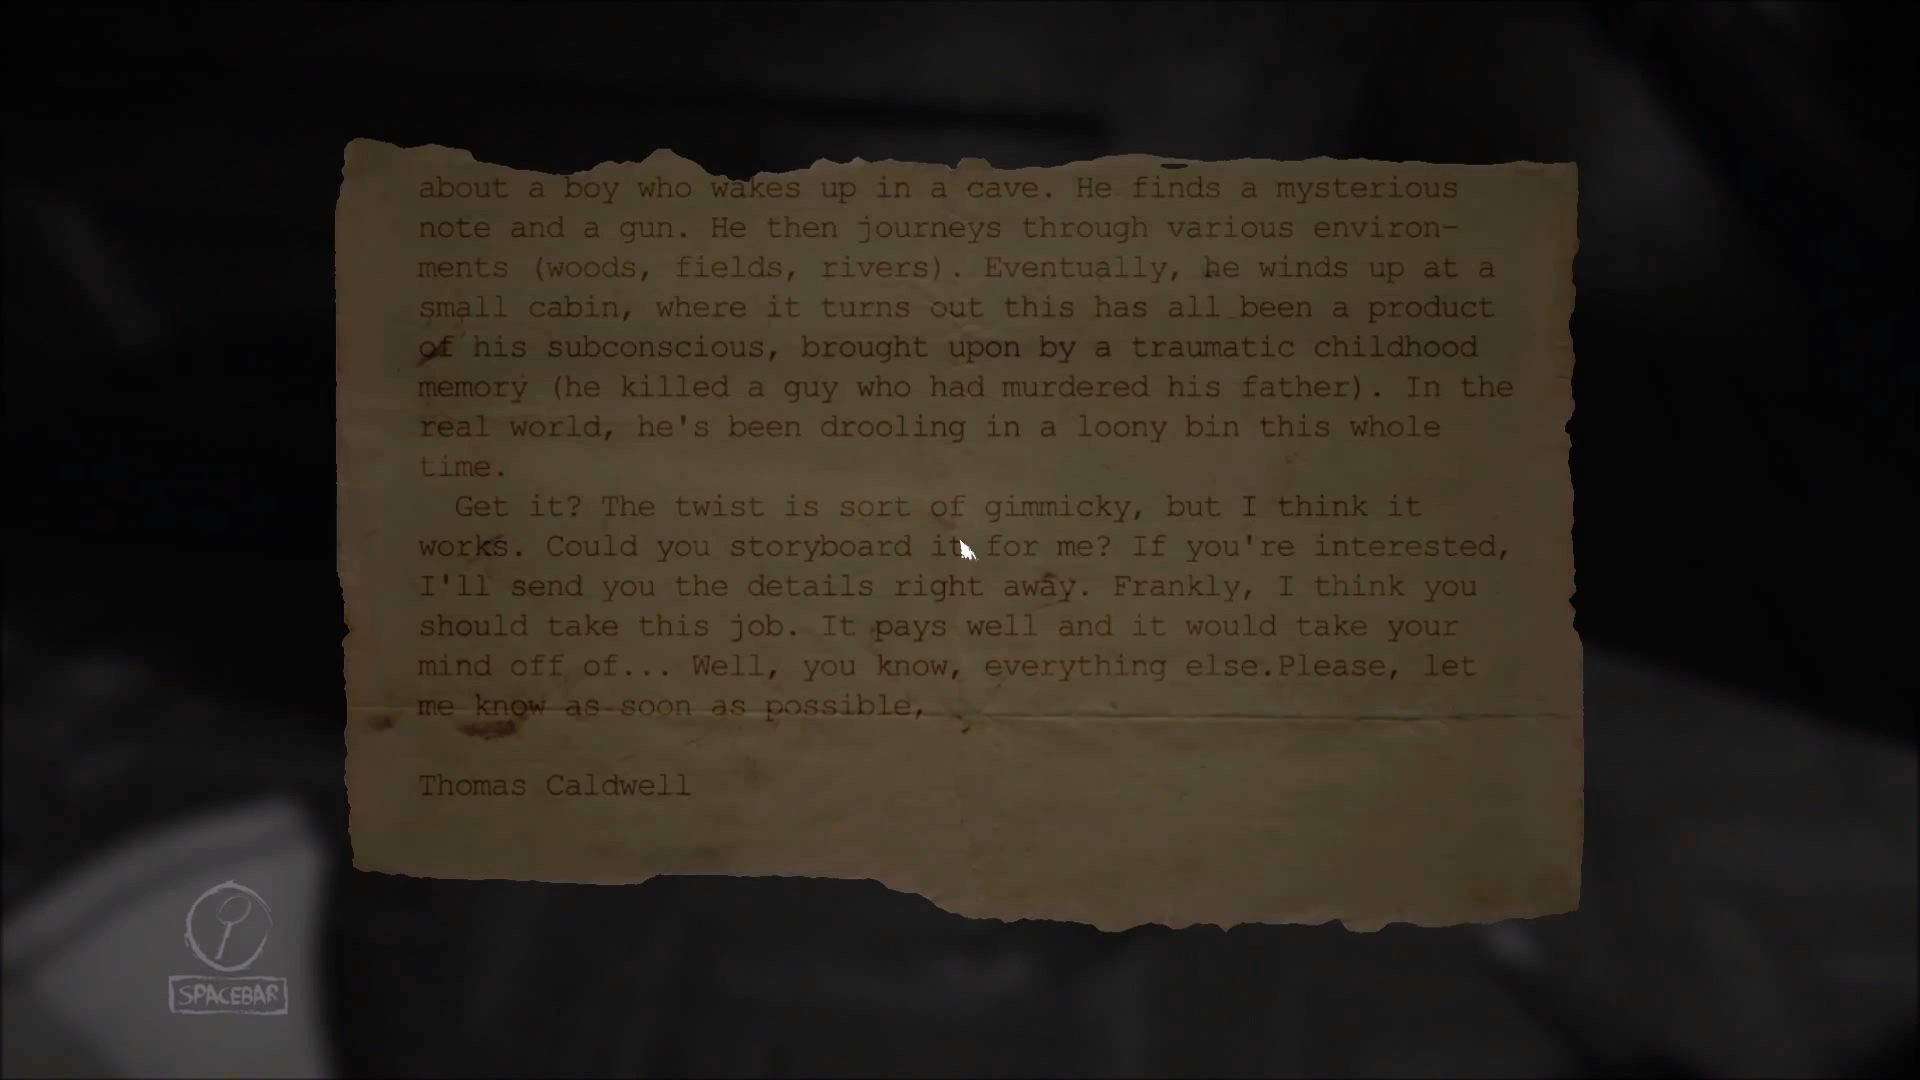 about a boy who wakes up in a cave. He finds a mysterious
note and a gun. He then journeys through various environ-
ments (woods, fields, rivers). Eventually, he winds up at a
small cabin, where it turns out this has all been a product
of his subconscious, brought upon by a traumatic childhood
memory (he killed a guy who had murdered his father). In the
real world, he's been drooling in a loony bin this whole
time.
Get it? The twist is sort of gimmicky, but I think it
works. Could you storyboard it for me? If you're interested,
I'll send you the details right away. Frankly, I think you
should take this job. It pays well and it would take your
mind off of... Well, you know, everything else.Please, let
me know as soon as possible,
Thomas Caldwell
SPACEBAR